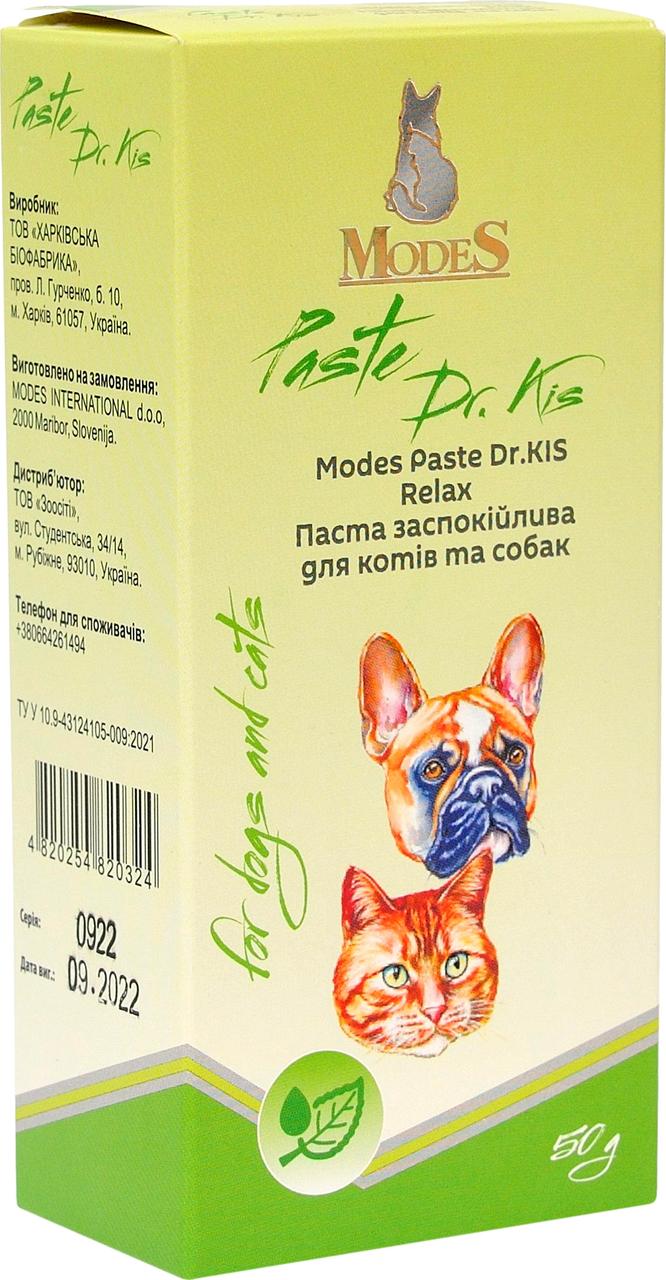 Paste
Dr. Kis
Виробник:
ТОВ «ХАРКІВСЬКА
БІОФАБРИКА»,
пров. Л. Гурченко, б. 10,
м. Харків, 61057, Україна.
Виготовлено на замовлення:
MODES INTERNATIONAL d.o.o,
2000 Maribor, Slovenija.
Дистриб'ютор:
ТОВ «Зоосіті»,
вул. Студентська, 34/14,
м. Рубіжне, 93010, Україна.
Телефон для споживачів:
+380664261494
ТУ У 10.9-43124105-009:2021
4 820254 820324
Серія: 0922
Дата виг.: 09.2022
MODES
Paste
Dr. Kis
Modes Paste Dr.KIS
Relax
Паста заспокійлива
для котів та собак
for dogs and cats
50 g